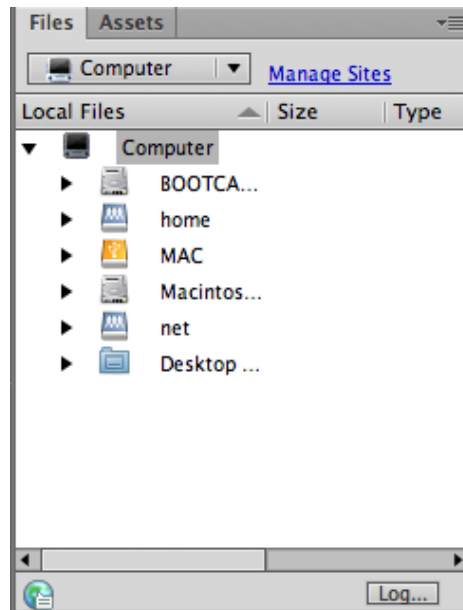 Files Assets
Computer Manage Sites
Local Files Size Type
Computer
BOOTCA...
home
MAC
Macintos...
net
Desktop ...
Log...